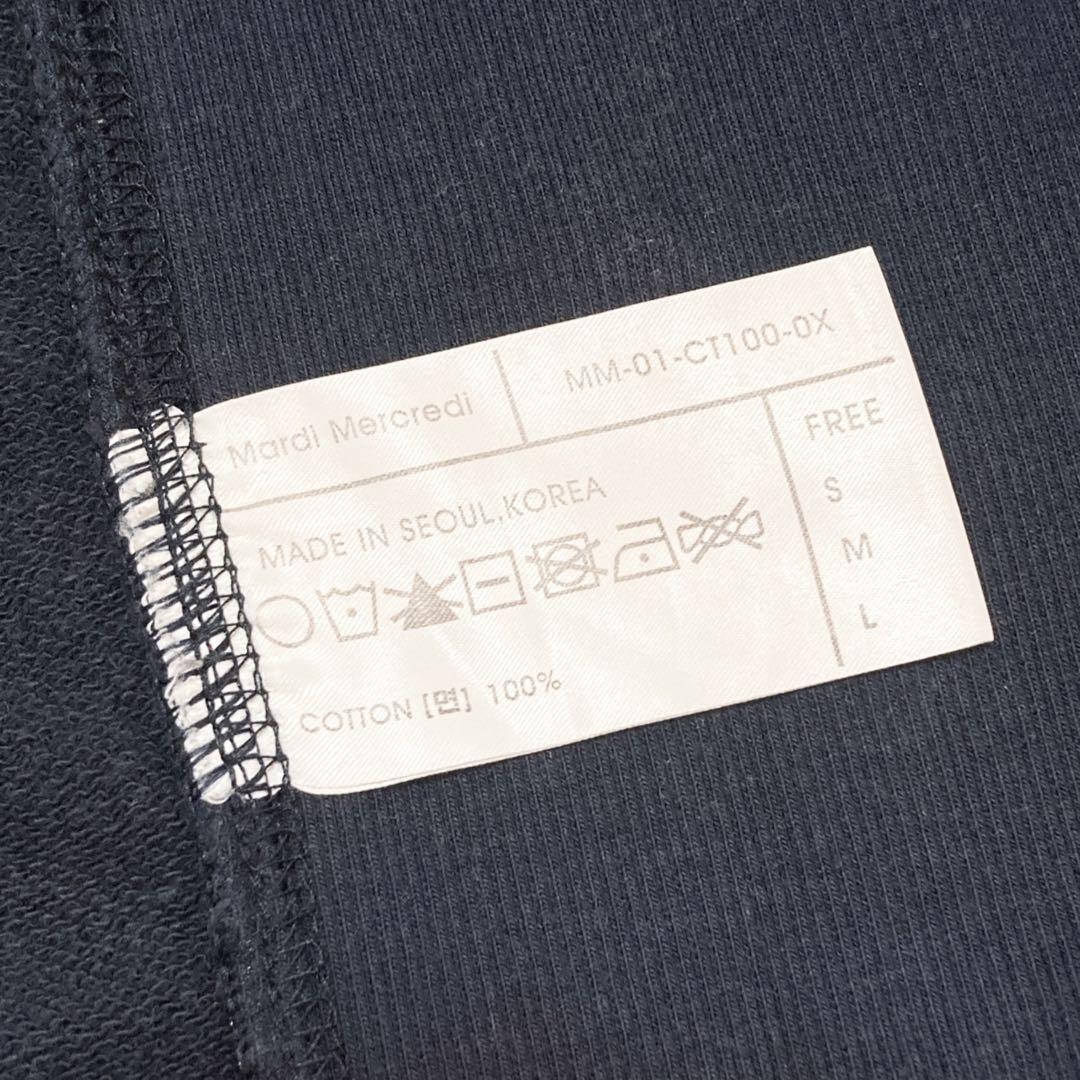 Mardi Mercredi
MM-01-CT100-0X
MADE IN SEOUL,KOREA
COTTON [면] 100%
FREE
S
M
L